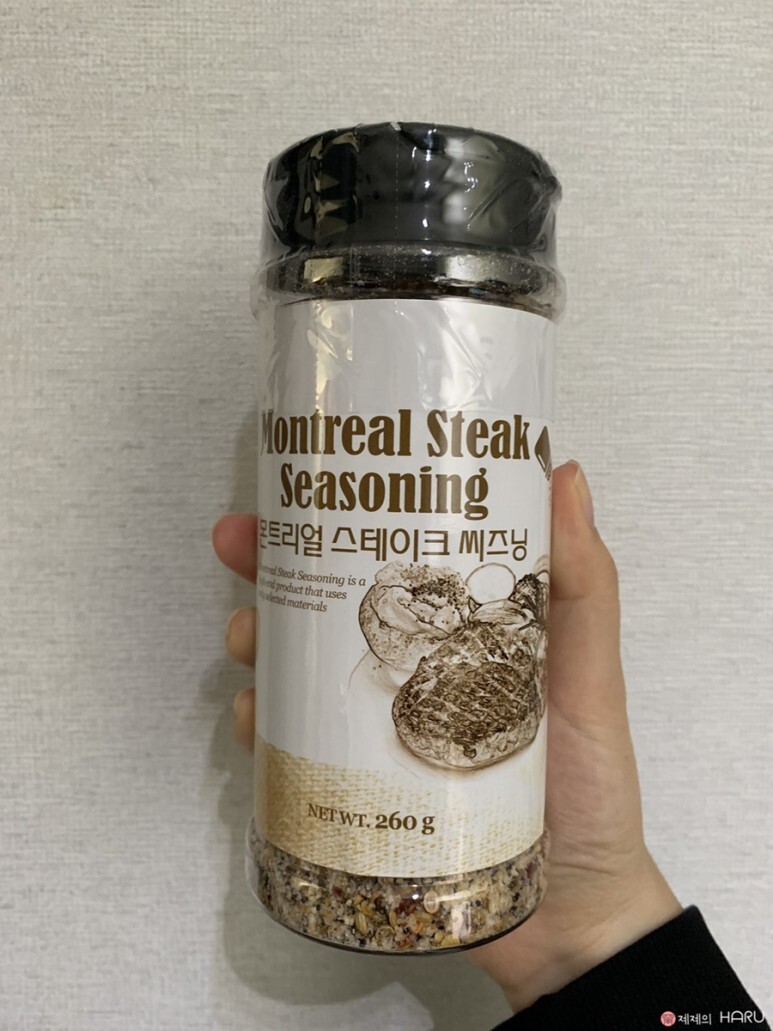 Montreal Steak
Seasoning
몬트리얼 스테이크 씨즈닝
Steak Seasoning is a
product that uses
selected materials
NET WT. 260 g
제제의 HARU